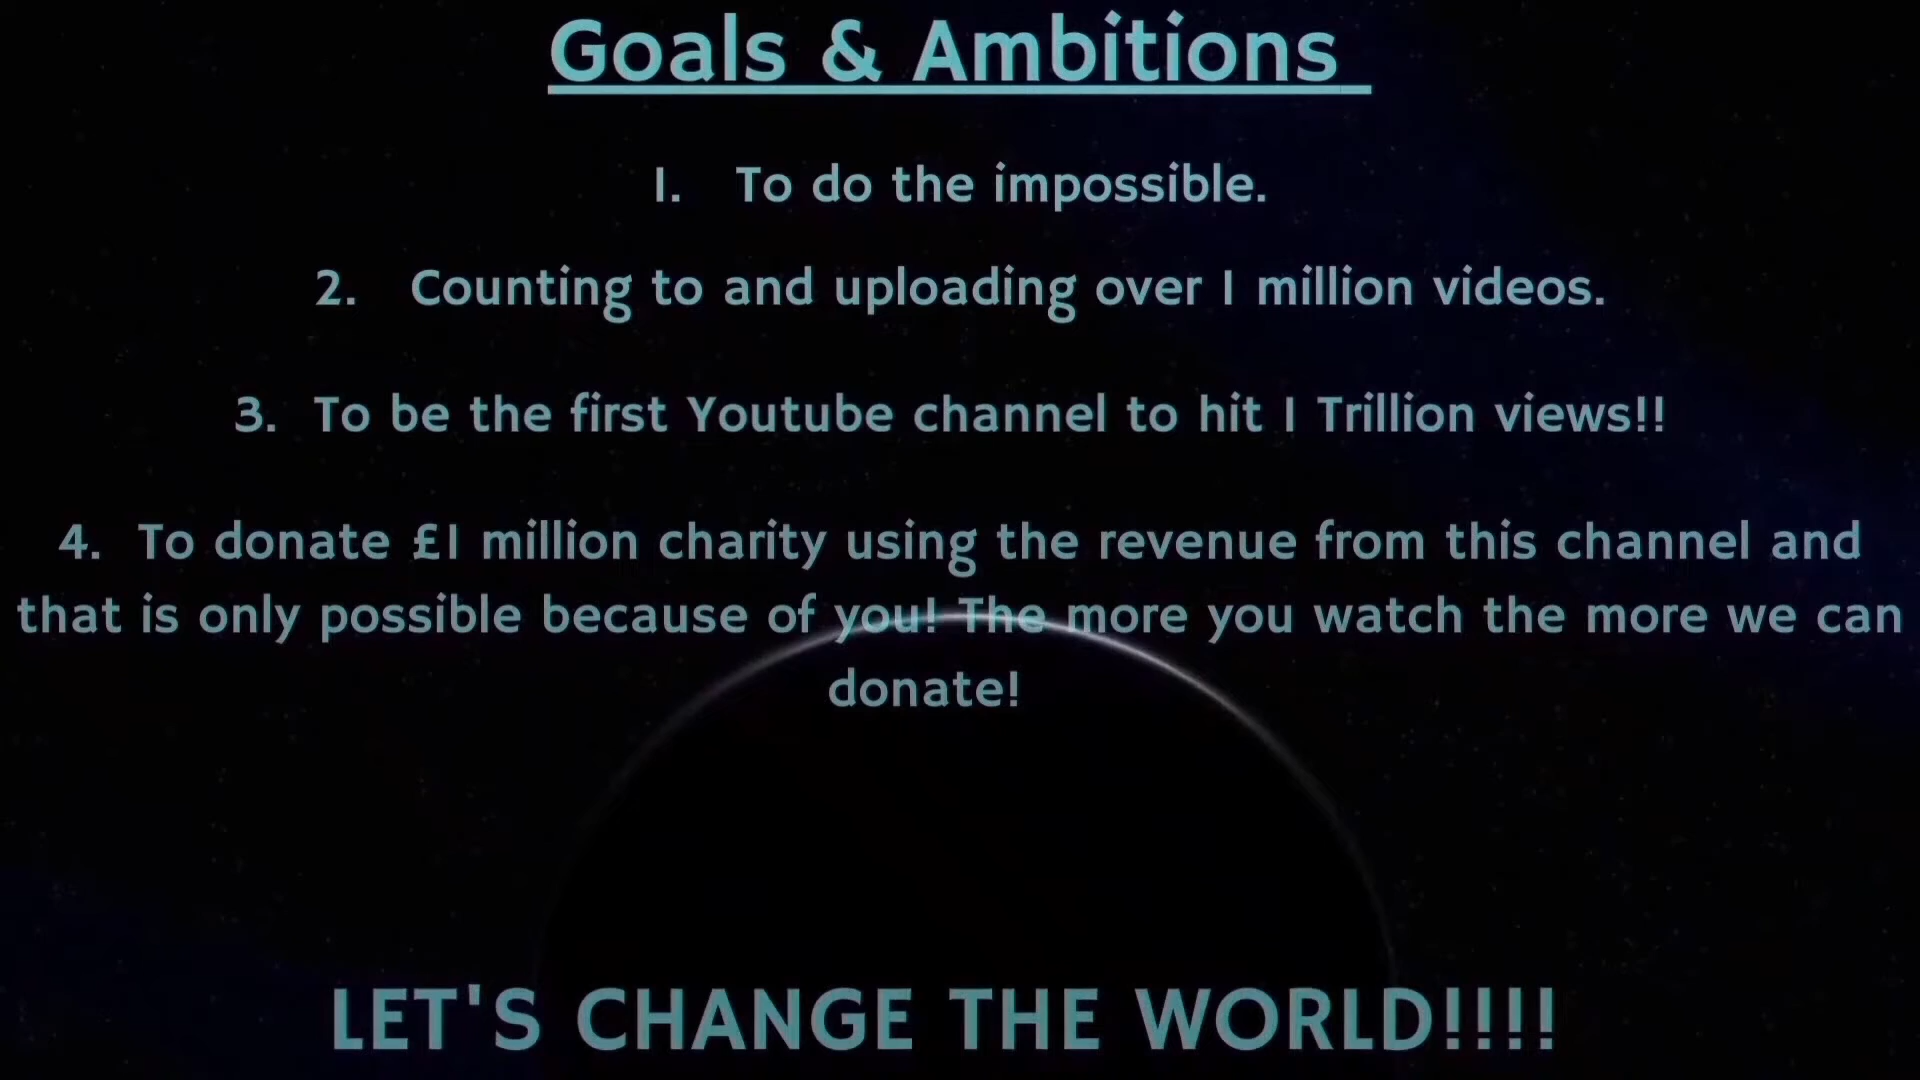 Goals & Ambitions
1. To do the impossible.
2. Counting to and uploading over 1 million videos.
3. To be the first Youtube channel to hit 1 Trillion views!!
4. To donate £1 million charity using the revenue from this channel and
that is only possible because of you! The more you watch the more we can
donate!
LET'S CHANGE THE WORLD!!!!